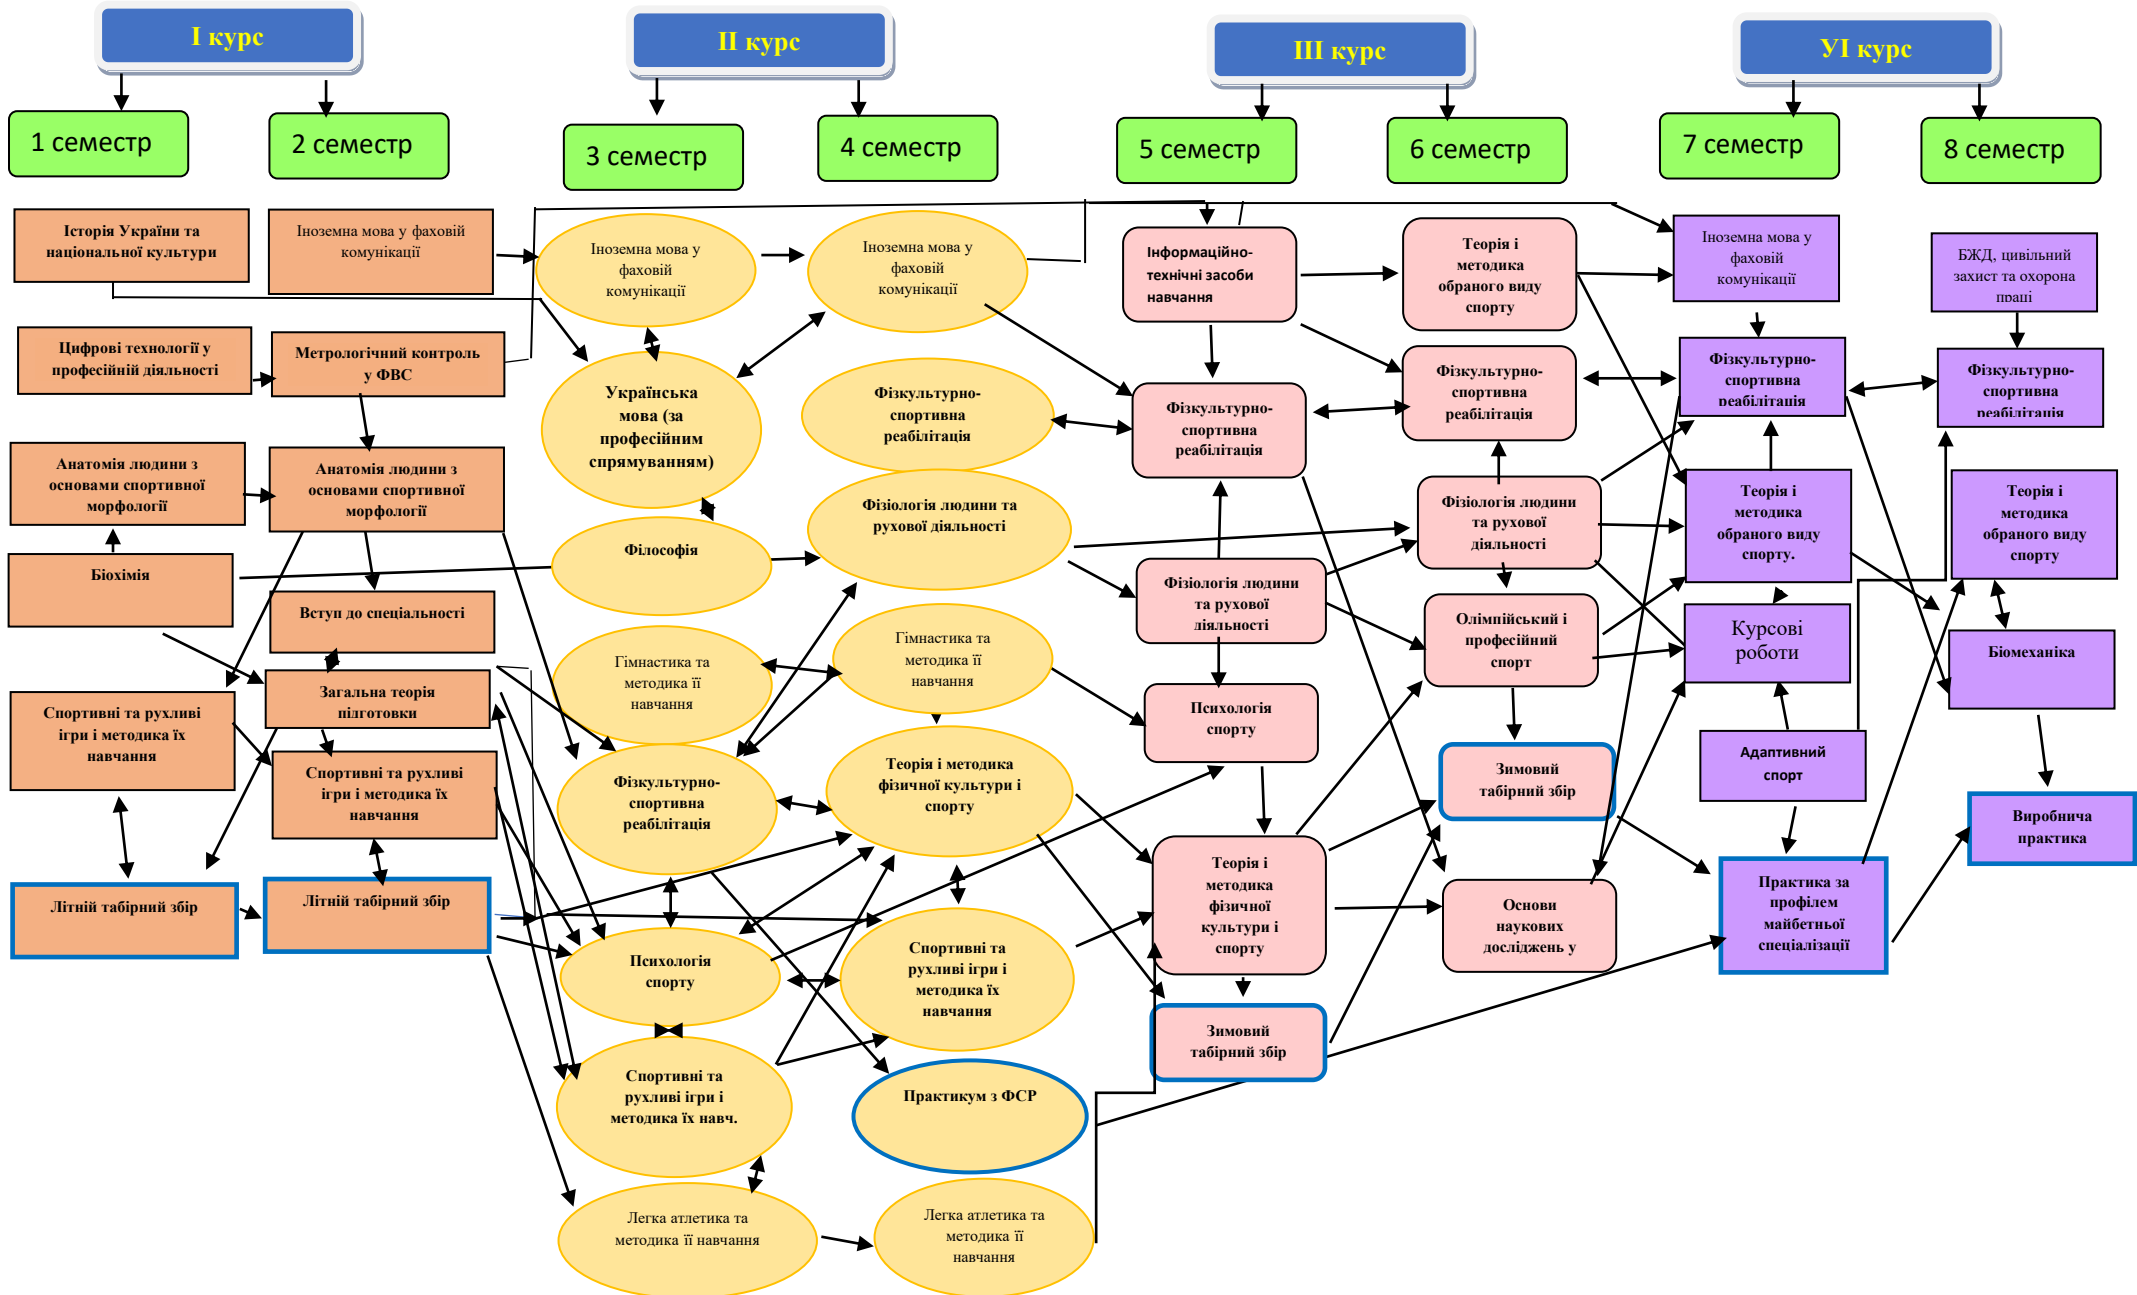 І курс
ІІ курс
ІІІ курс
УІ курс
1 семестр
2 семестр
3 семестр
4 семестр
5 семестр
6 семестр
7 семестр
8 семестр
Історія України та
національної культури
Цифрові технології у
професійній діяльності
Анатомія людини з
основами спортивної
морфології
Біохімія
Спортивні та рухливі
ігри і методика їх
навчання
Літній табірний збір
Іноземна мова у фаховій
комунікації
Метрологічний контроль
у ФВС
Анатомія людини з
основами спортивної
морфології
Вступ до спеціальності
Загальна теорія
підготовки
Спортивні та рухливі
ігри і методика їх
навчання
Літній табірний збір
Іноземна мова у
фаховій
комунікації
Українська
мова (за
професійним
спрямуванням)
Філософія
Гімнастика та
методика її
навчання
Фізкультурно-
спортивна
реабілітація
Психологія
спорту
Спортивні та
рухливі ігри і
методика їх навч.
Легка атлетика та
методика її навчання
Іноземна мова у
фаховій
комунікації
Фізкультурно-
спортивна
реабілітація
Фізіологія людини та
рухової діяльності
Гімнастика та
методика її
навчання
Теорія і методика
фізичної культури і
спорту
Спортивні та
рухливі ігри і
методика їх
навчання
Практикум з ФСР
Легка атлетика та
методика її
навчання
Інформаційно-
технічні засоби
навчання
Фізкультурно-
спортивна
реабілітація
Фізіологія людини
та рухової
діяльності
Психологія
спорту
Теорія і
методика
фізичної
культури і
спорту
Зимовий
табірний збір
Теорія і
методика
обраного виду
спорту
Фізкультурно-
спортивна
реабілітація
Фізіологія людини
та рухової
діяльності
Олімпійський і
професійний
спорт
Зимовий
табірний збір
Основи
наукових
досліджень у
Іноземна мова у
фаховій
комунікації
Фізкультурно-
спортивна
реабілітація
Теорія і
методика
обраного виду
спорту.
Курсові
роботи
Адаптивний
спорт
Практика за
профілем
майбетньої
спеціалізації
БЖД, цивільний
захист та охорона
праці
Фізкультурно-
спортивна
реабілітація
Теорія і
методика
обраного виду
спорту
Біомеханіка
Виробнича
практика